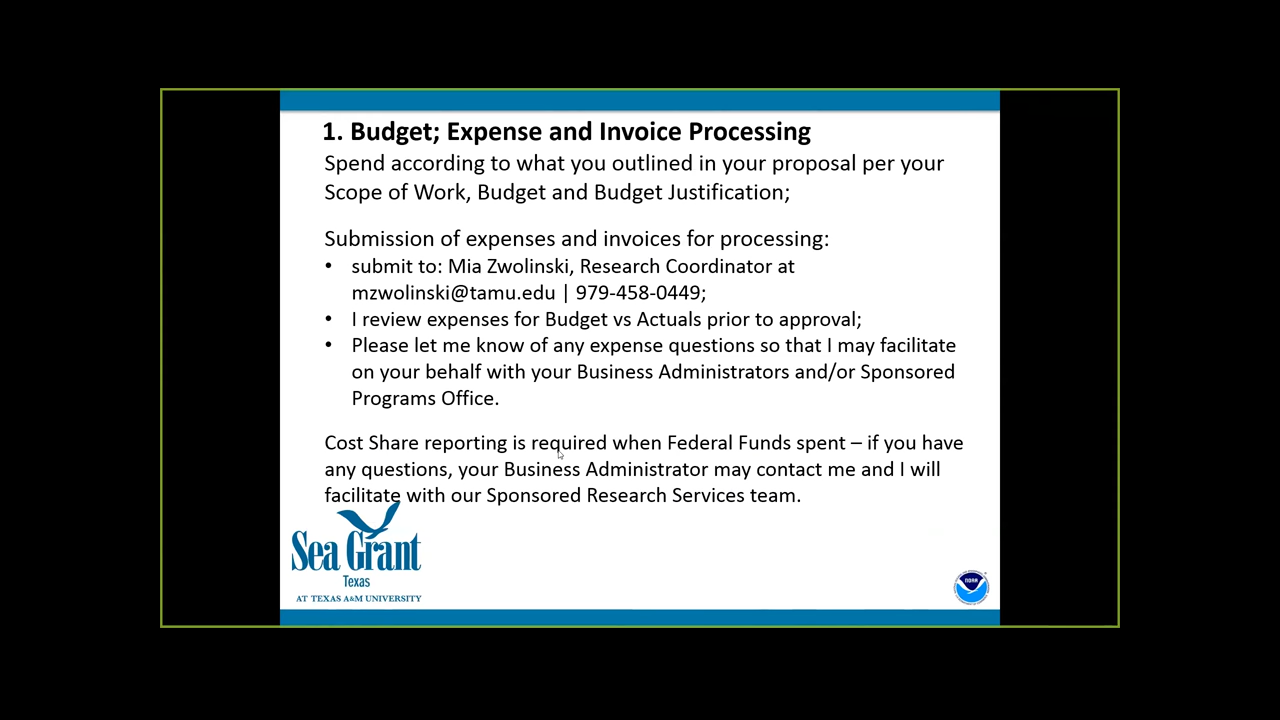 1. Budget; Expense and Invoice Processing
Spend according to what you outlined in your proposal per your
Scope of Work, Budget and Budget Justification;
Submission of expenses and invoices for processing:
• submit to: Mia Zwolinski, Research Coordinator at
mzwolinski@tamu.edu | 979-458-0449;
• I review expenses for Budget vs Actuals prior to approval;
• Please let me know of any expense questions so that I may facilitate
on your behalf with your Business Administrators and/or Sponsored
Programs Office.
Cost Share reporting is required when Federal Funds spent – if you have
any questions, your Business Administrator may contact me and I will
facilitate with our Sponsored Research Services team.
Sea Grant
Texas
AT TEXAS A&M UNIVERSITY
NOAA